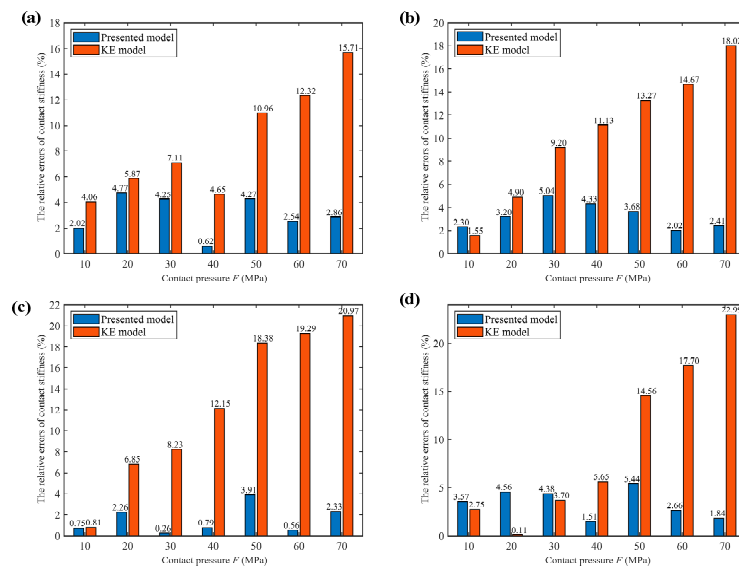 (a)
The relative errors of contact stiffness (%)
18
16
14
12
10
8
6
4
2
0
Presented model
KE model
2.02 4.06 4.77 5.87 4.25 7.11 0.62 4.65 4.27 10.96 2.54 12.32 2.86 15.71
10 20 30 40 50 60 70
Contact pressure F (MPa)
(b)
The relative errors of contact stiffness (%)
20
18
16
14
12
10
8
6
4
2
0
Presented model
KE model
2.30 1.55 3.20 4.90 5.04 9.20 4.33 11.13 3.68 13.27 2.02 14.67 2.41 18.02
10 20 30 40 50 60 70
Contact pressure F (MPa)
(c)
The relative errors of contact stiffness (%)
22
20
18
16
14
12
10
8
6
4
2
0
Presented model
KE model
0.75 0.81 2.26 6.85 0.26 8.23 0.79 12.15 3.91 18.38 0.56 19.29 2.33 20.97
10 20 30 40 50 60 70
Contact pressure F (MPa)
(d)
The relative errors of contact stiffness (%)
20
15
10
5
0
Presented model
KE model
3.57 2.75 4.56 0.11 4.38 3.70 1.51 5.65 5.44 14.56 2.66 17.70 1.84
10 20 30 40 50 60 70
Contact pressure F (MPa)